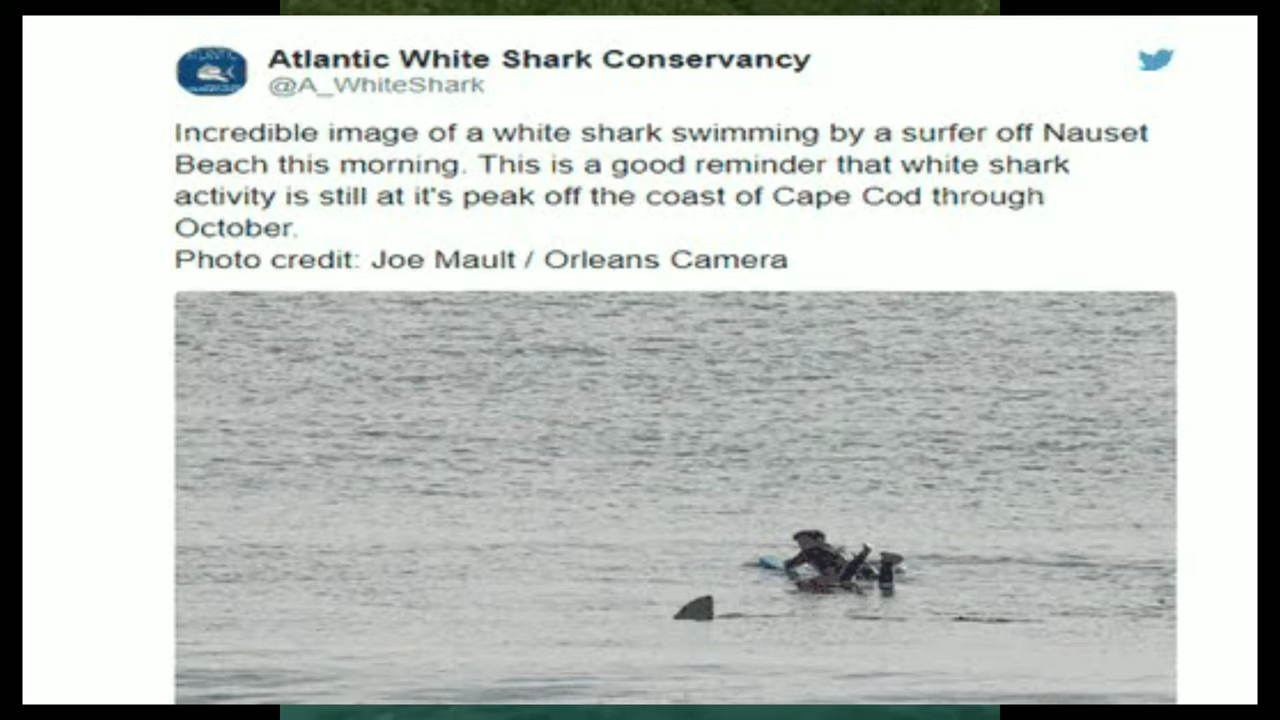 Atlantic White Shark Conservancy
@A_WhiteShark
Incredible image of a white shark swimming by a surfer off Nauset
Beach this morning. This is a good reminder that white shark
activity is still at it's peak off the coast of Cape Cod through
October.
Photo credit: Joe Mault / Orleans Camera